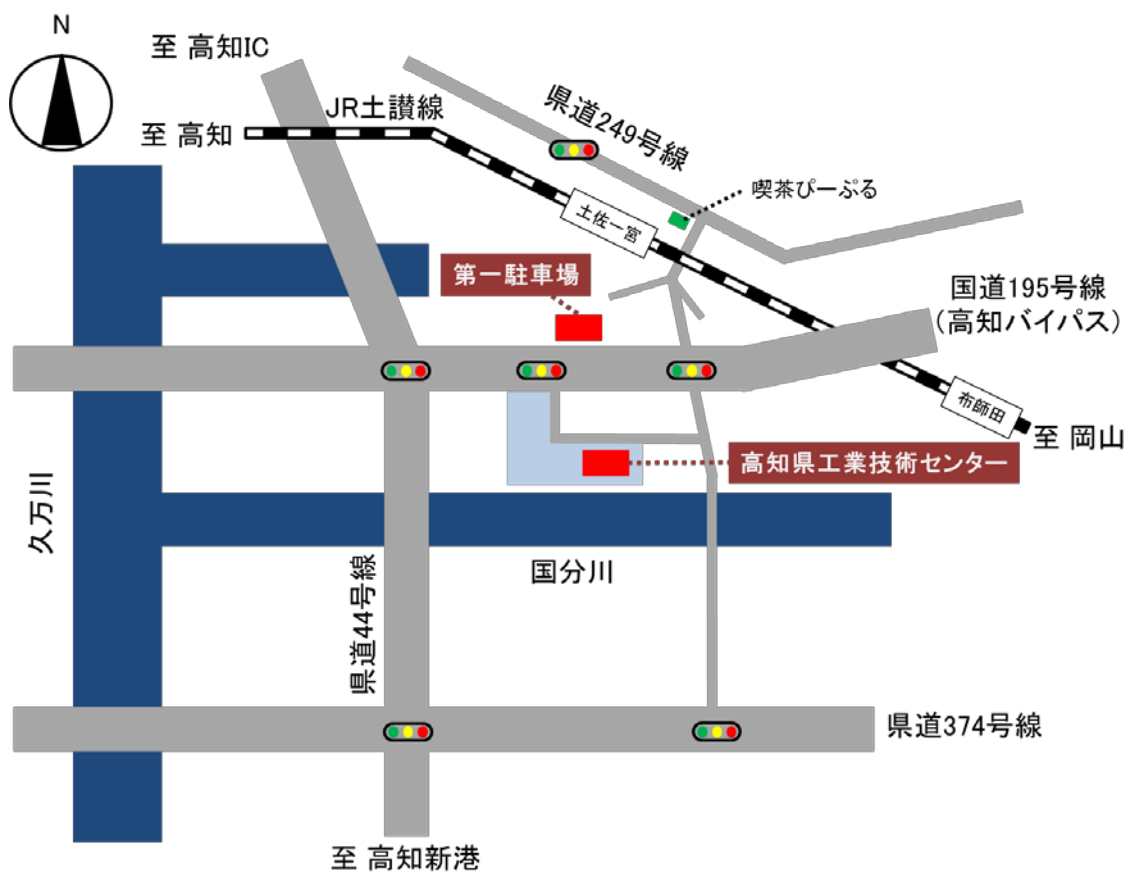 N
至 高知IC
JR土讃線
至 高知
県道249号線
喫茶ぴーぷる
土佐一宮
第一駐車場
国道195号線
(高知バイパス)
布師田
至 岡山
高知県工業技術センター
久万川
国分川
県道44号線
県道374号線
至 高知新港